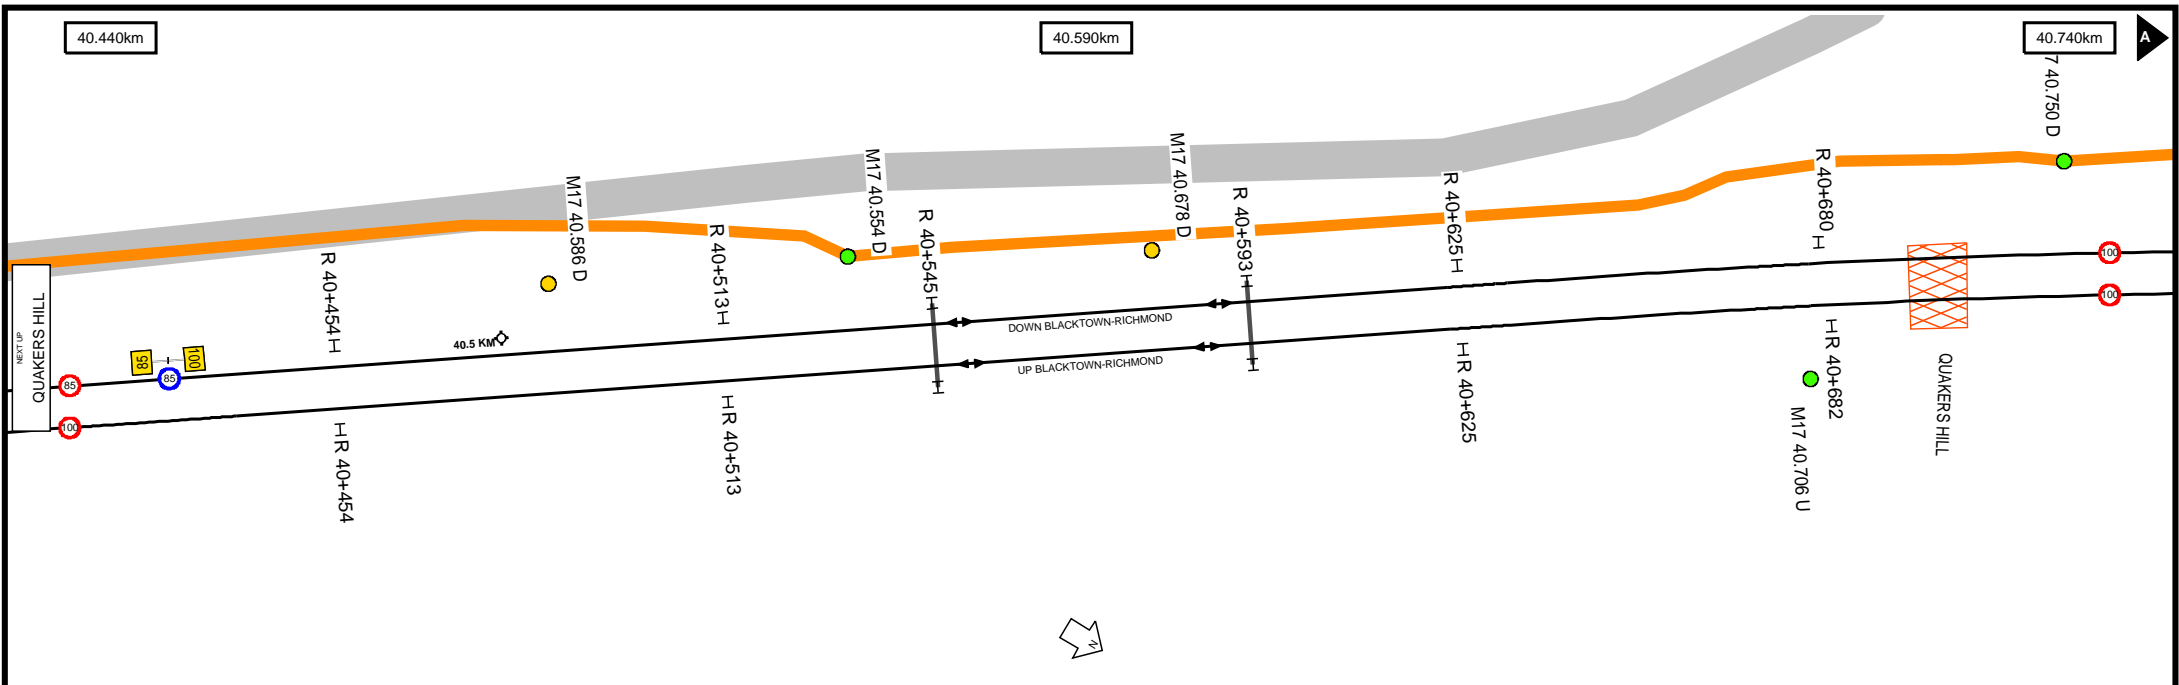 40.440km
40.590km
40.740km
A
7 40.750 D
M17 40.586 D
M17 40.554 D
M17 40.678 D
R 40+454 H
R 40+513 H
R 40+545 H
R 40+593 H
R 40+625 H
R 40+680 H
NEXT UP
QUAKERS HILL
85
100
85
85
100
40.5 KM
DOWN BLACKTOWN-RICHMOND
UP BLACKTOWN-RICHMOND
100
100
H
H
H R 40+454
H R 40+513
H R 40+625
H R 40+682
M17 40.706 U
QUAKERS HILL
Z